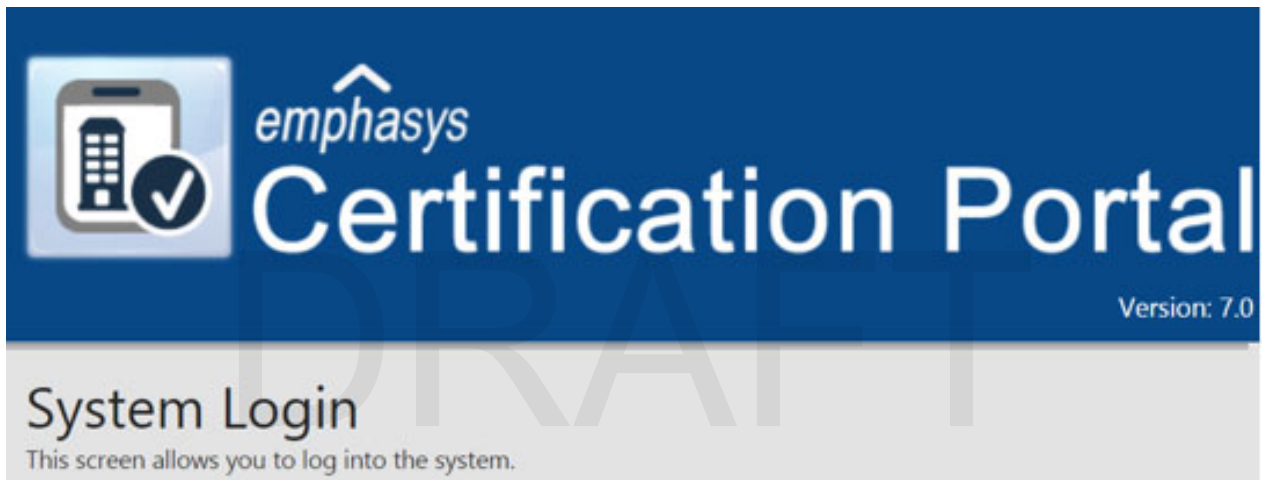 emphasys
Certification Portal
Version: 7.0
DRAFT
System Login
This screen allows you to log into the system.